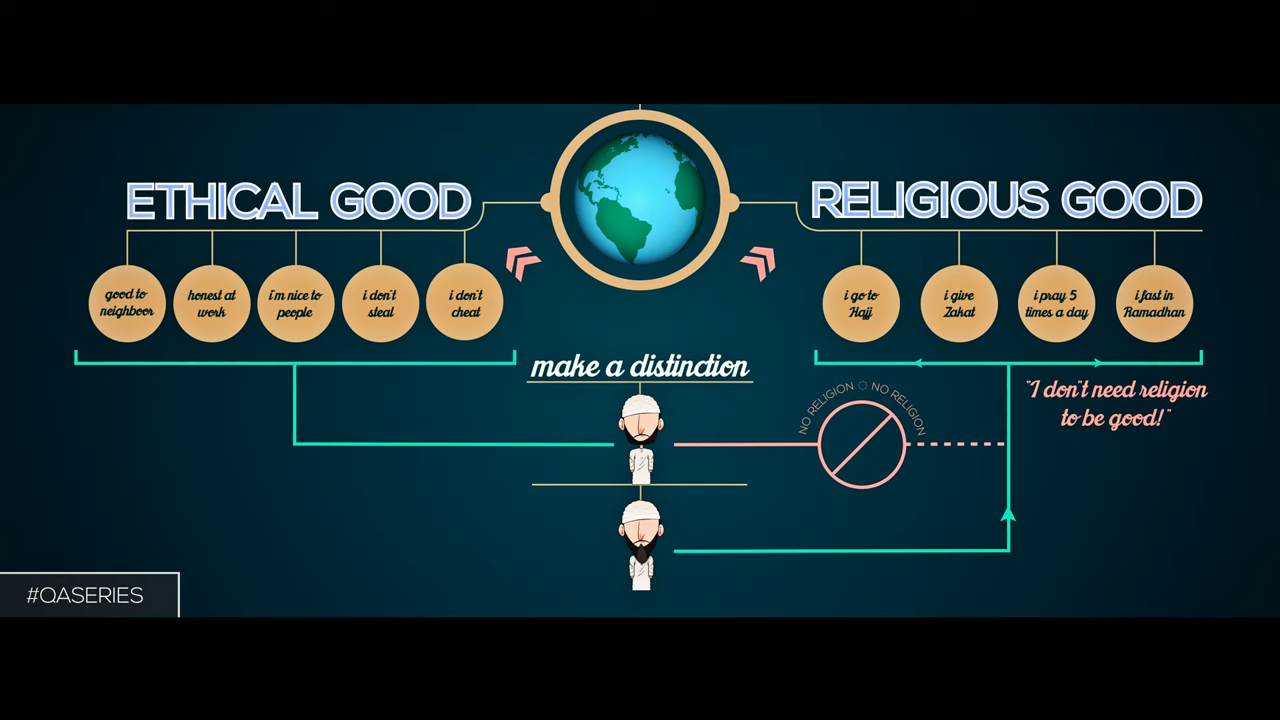 ETHICAL GOOD
RELIGIOUS GOOD
good to
neighboor
honest at
work
i'm nice to
people
i don't
steal
i don't
cheat
i go to
Hajj
i give
Zakat
i pray 5
times a day
i fast in
Ramadhan
make a distinction
NO RELIGION NO RELIGION
"I don't need religion
to be good!"
#QASERIES